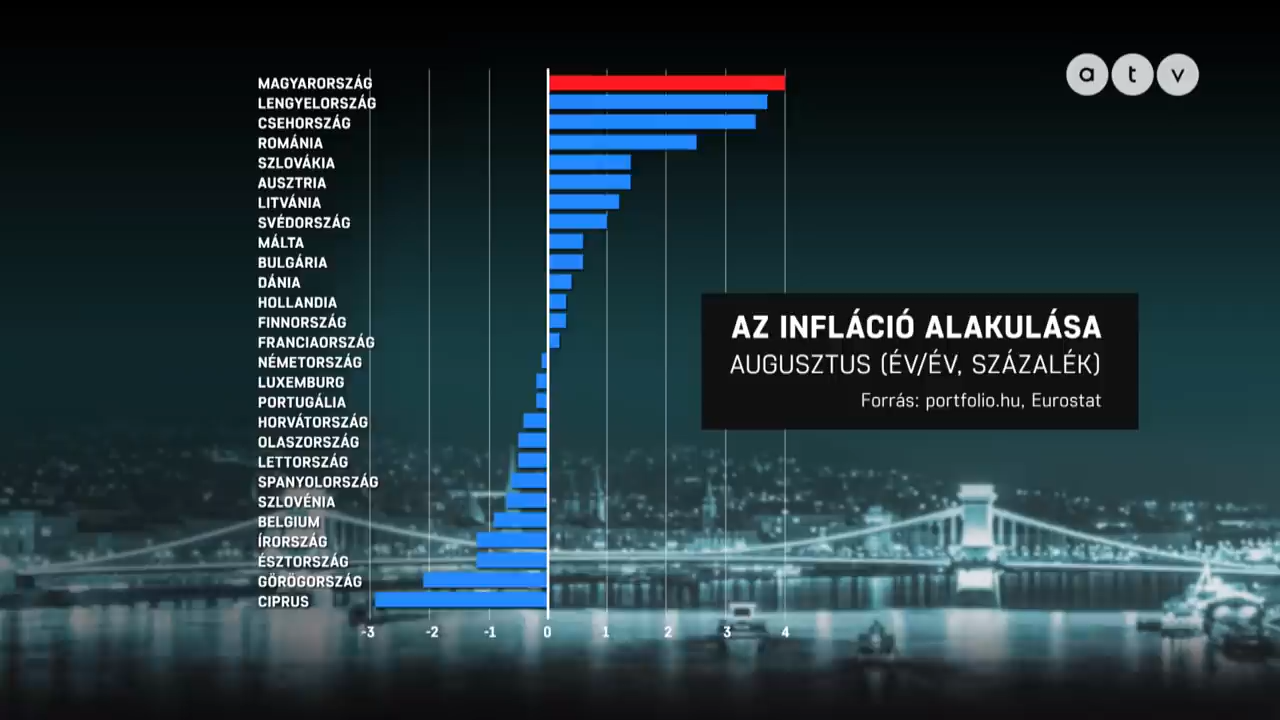 a t v
MAGYARORSZÁG
LENGYELORSZÁG
CSEHORSZÁG
ROMÁNIA
SZLOVÁKIA
AUSZTRIA
LITVÁNIA
SVÉDORSZÁG
MÁLTA
BULGÁRIA
DÁNIA
HOLLANDIA
FINNORSZÁG
FRANCIAORSZÁG
NÉMETORSZÁG
LUXEMBURG
PORTUGÁLIA
HORVÁTORSZÁG
OLASZORSZÁG
LETTORSZÁG
SPANYOLORSZÁG
SZLOVÉNIA
BELGIUM
ÍRORSZÁG
ÉSZTORSZÁG
GÖRÖGORSZÁG
CIPRUS
-3 -2 -1 0 1 2 3 4
AZ INFLÁCIÓ ALAKULÁSA
AUGUSZTUS (ÉV/ÉV, SZÁZALÉK)
Forrás: portfolio.hu, Eurostat